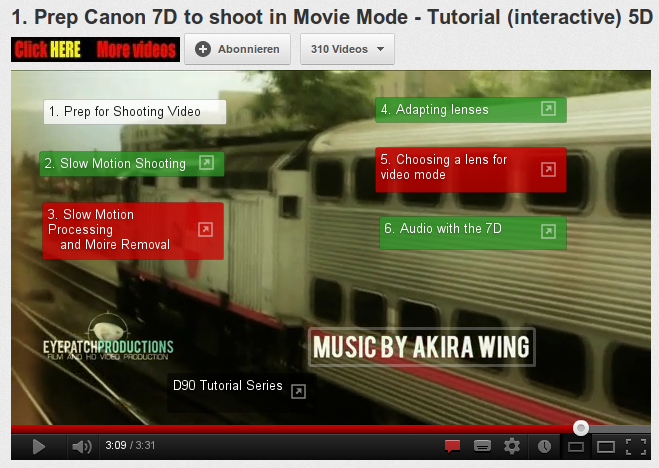 1. Prep Canon 7D to shoot in Movie Mode - Tutorial (interactive) 5D
Click HERE More videos
Abonnieren
310 Videos
1. Prep for Shooting Video
2. Slow Motion Shooting
3. Slow Motion
Processing
and Moire Removal
4. Adapting lenses
5. Choosing a lens for
video mode
6. Audio with the 7D
EYEPATCHPRODUCTIONS
FILM AND HD VIDEO PRODUCTION
MUSIC BY AKIRA WING
D90 Tutorial Series
3:09 / 3:31